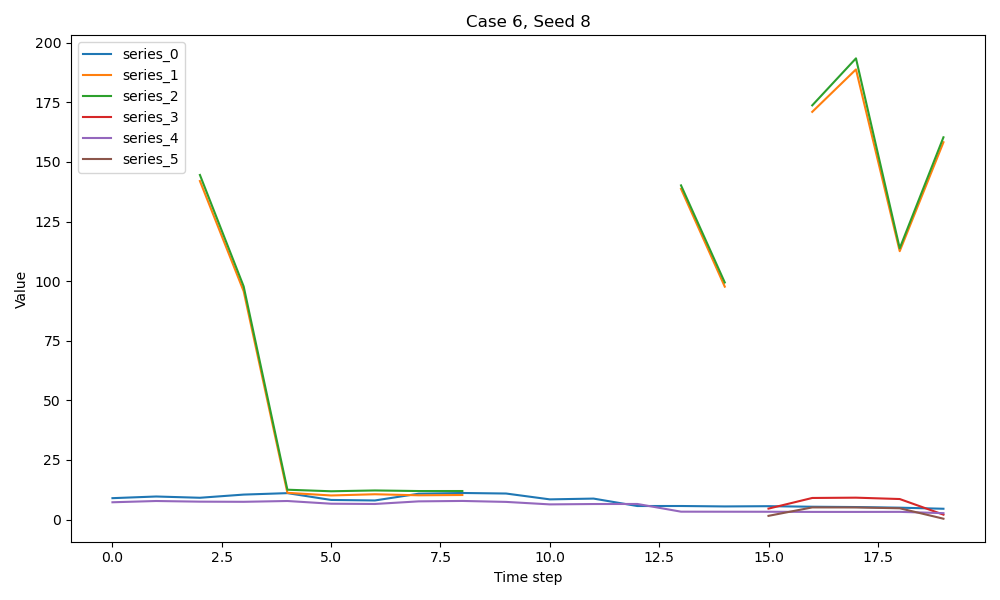 Case 6, Seed 8
200
175
150
125
100
75
50
25
0
Value
series_0
series_1
series_2
series_3
series_4
series_5
0.0 2.5 5.0 7.5 10.0 12.5 15.0 17.5
Time step